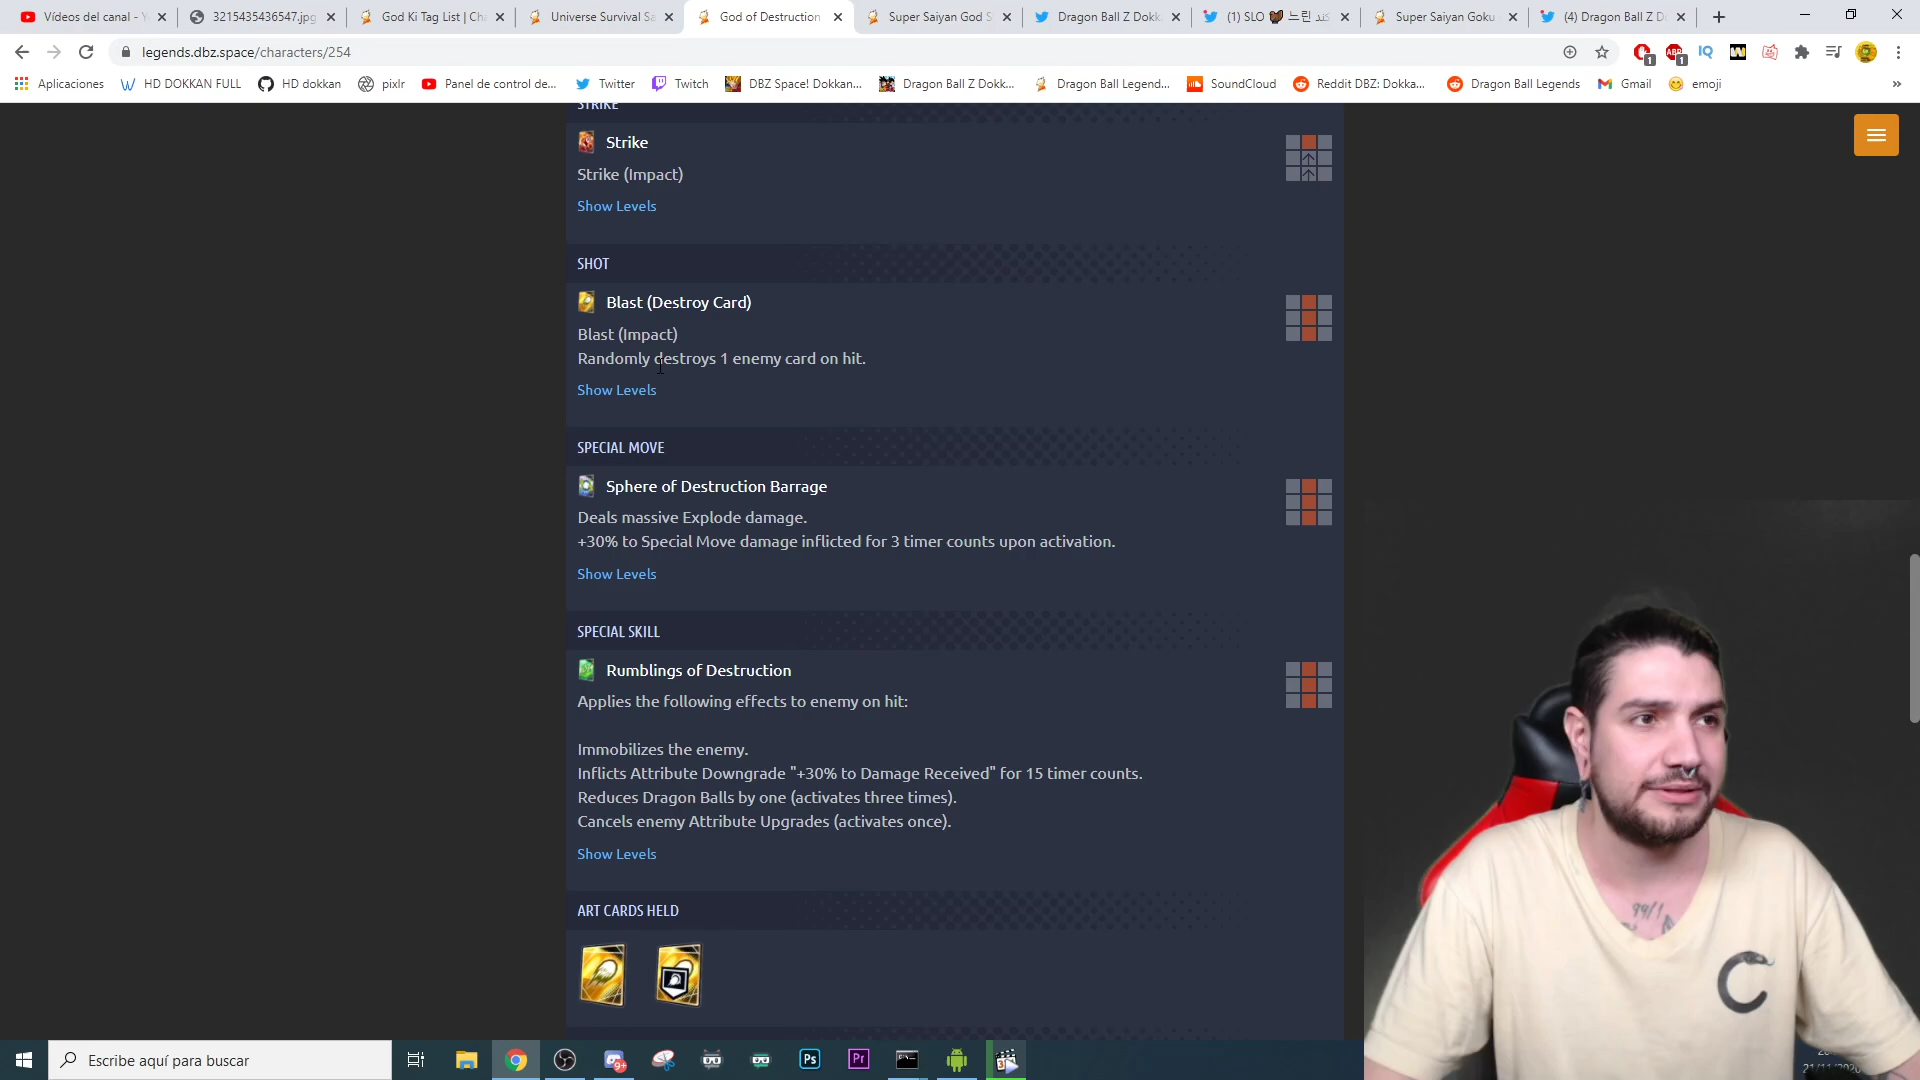 Vídeos del canal - Y
3215435436547.jpg
God Ki Tag List | Cha
Universe Survival Sa
God of Destruction
Super Saiyan God S
Dragon Ball Z Dokk
(1) SLO
Super Saiyan Goku
(4) Dragon Ball Z D
legends.dbz.space/characters/254
Aplicaciones
HD DOKKAN FULL
HD dokkan
pixlr
Panel de control de...
Twitter
Twitch
DBZ Space! Dokkan...
Dragon Ball Z Dokk...
Dragon Ball Legend...
SoundCloud
Reddit DBZ: Dokka...
Dragon Ball Legends
Gmail
emoji
STRIKE
Strike
Strike (Impact)
Show Levels
SHOT
Blast (Destroy Card)
Blast (Impact)
Randomly destroys 1 enemy card on hit.
Show Levels
SPECIAL MOVE
Sphere of Destruction Barrage
Deals massive Explode damage.
+30% to Special Move damage inflicted for 3 timer counts upon activation.
Show Levels
SPECIAL SKILL
Rumblings of Destruction
Applies the following effects to enemy on hit:
Immobilizes the enemy.
Inflicts Attribute Downgrade "+30% to Damage Received" for 15 timer counts.
Reduces Dragon Balls by one (activates three times).
Cancels enemy Attribute Upgrades (activates once).
Show Levels
ART CARDS HELD
Escribe aquí para buscar
21/11/2020